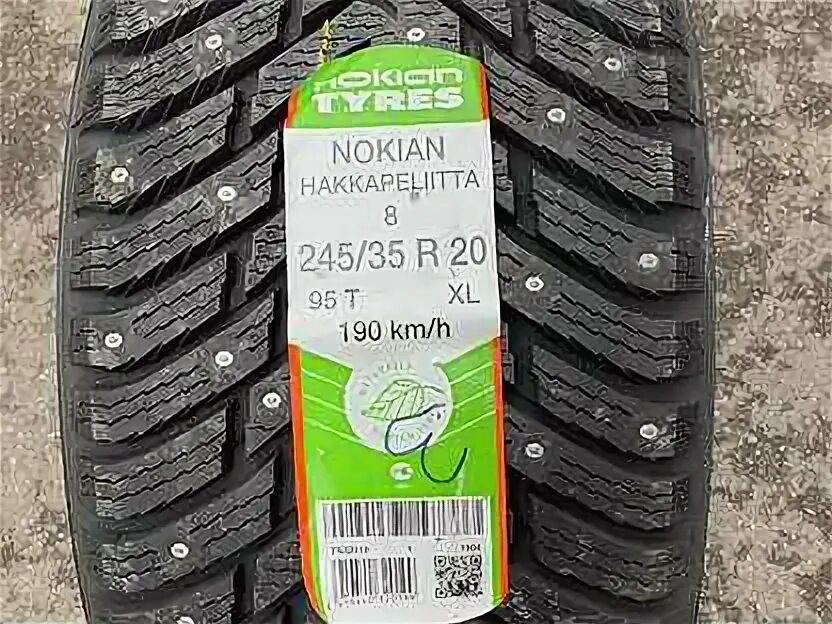 nokian
TYRES
NOKIAN
HAKKAPELIITTA
8
245/35 R 20
95 T XL
190 km/h